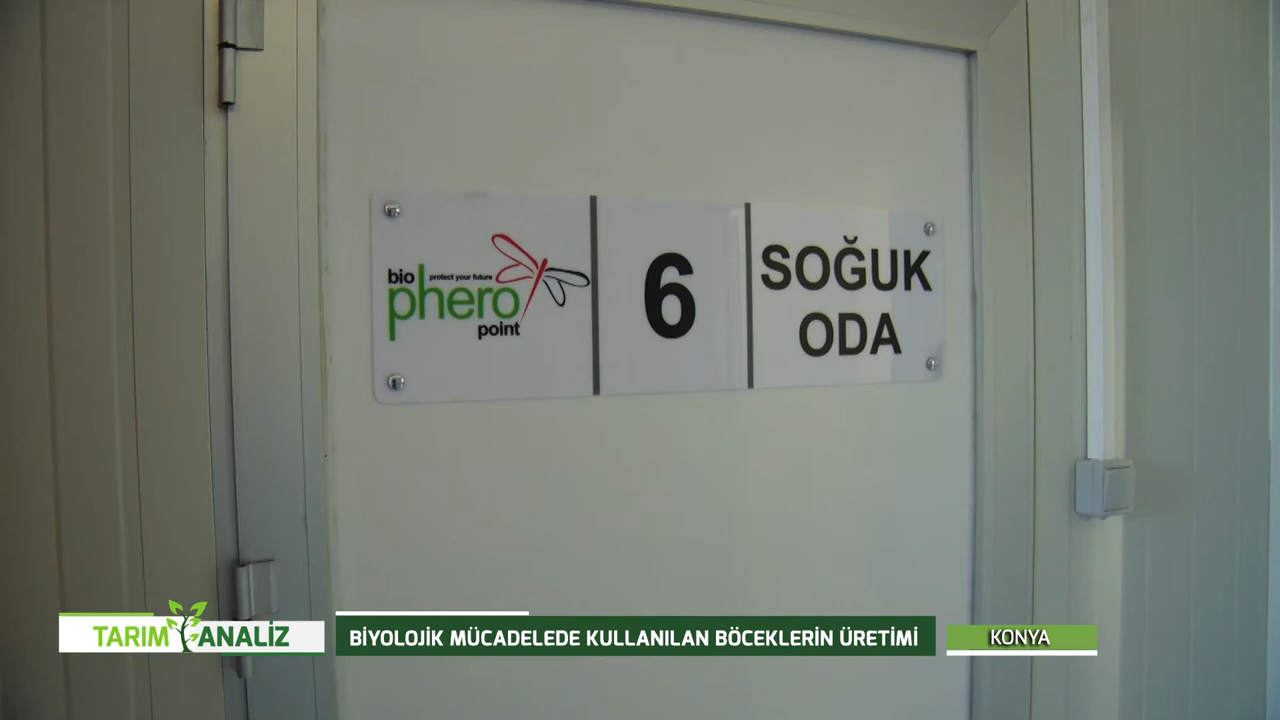 bio
protect your future
phero
point
6
SOĞUK
ODA
TARIM ANALİZ
BİYOLOJİK MÜCADELEDE KULLANILAN BÖCEKLERİN ÜRETİMİ
KONYA